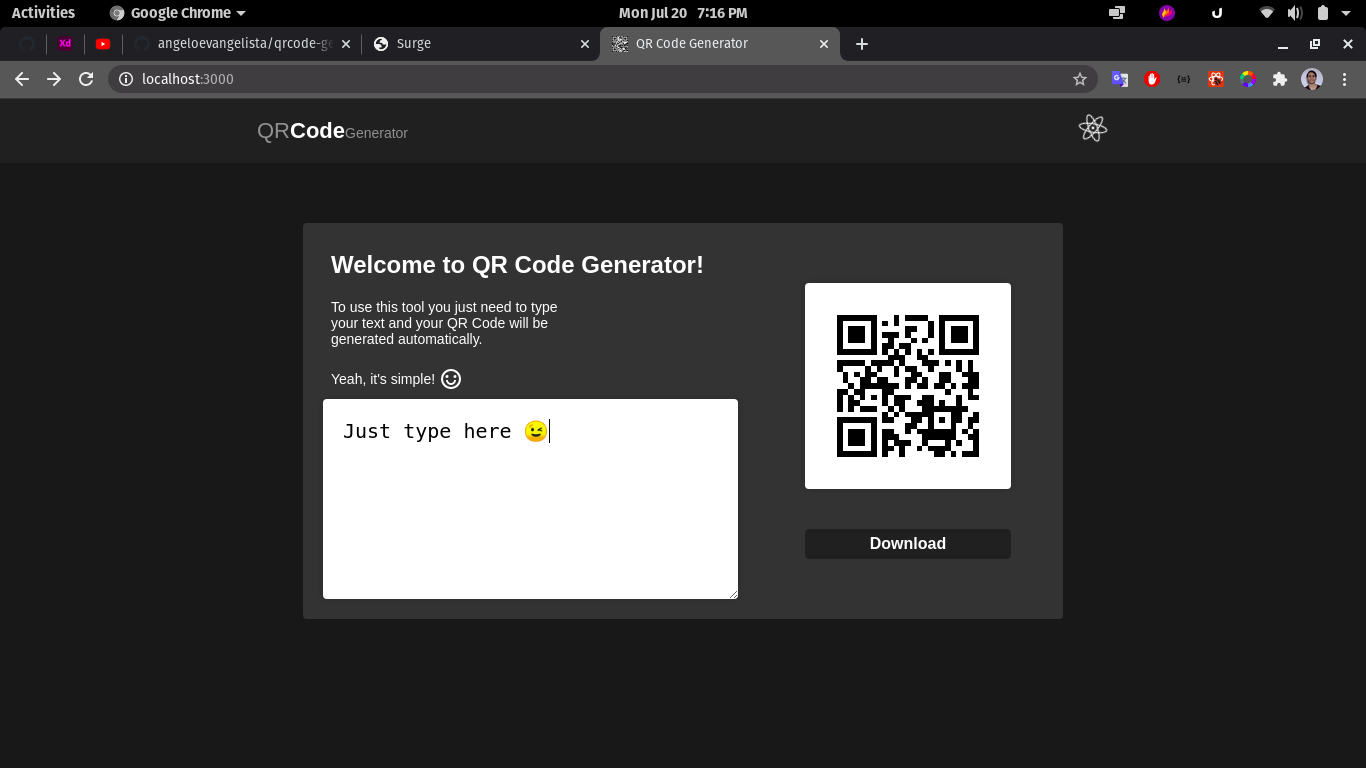 Activities Google Chrome Mon Jul 20 7:16 PM
Xd angeloevangelista/qrcode-ge Surge QR Code Generator
localhost:3000
QRCodeGenerator
Welcome to QR Code Generator!
To use this tool you just need to type
your text and your QR Code will be
generated automatically.
Yeah, it's simple!
Just type here 😉
Download